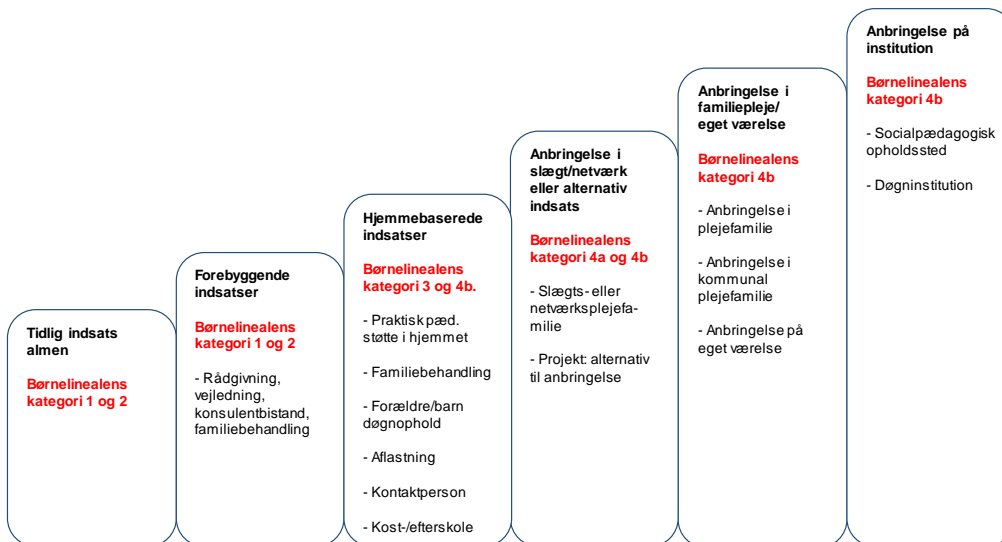 Tidlig indsats
almen
Børnelinealens
kategori 1 og 2
Forebyggende
indsatser
Børnelinealens
kategori 1 og 2
- Rådgivning,
vejledning,
konsulentbistand,
familiebehandling
Hjemmebaserede
indsatser
Børnelinealens
kategori 3 og 4b.
- Praktisk pæd.
støtte i hjemmet
- Familiebehandling
- Forældre/barn
døgnophold
- Aflastning
- Kontaktperson
- Kost-/efterskole
Anbringelse i
slægt/netværk
eller alternativ
indsats
Børnelinealens
kategori 4a og 4b
- Slægts- eller
netværksplejefa-
milie
- Projekt: alternativ
til anbringelse
Anbringelse i
familiepleje/
eget værelse
Børnelinealens
kategori 4b
- Anbringelse i
plejefamilie
- Anbringelse i
kommunal
plejefamilie
- Anbringelse på
eget værelse
Anbringelse på
institution
Børnelinealens
kategori 4b
- Socialpædagogisk
opholdssted
- Døgninstitution